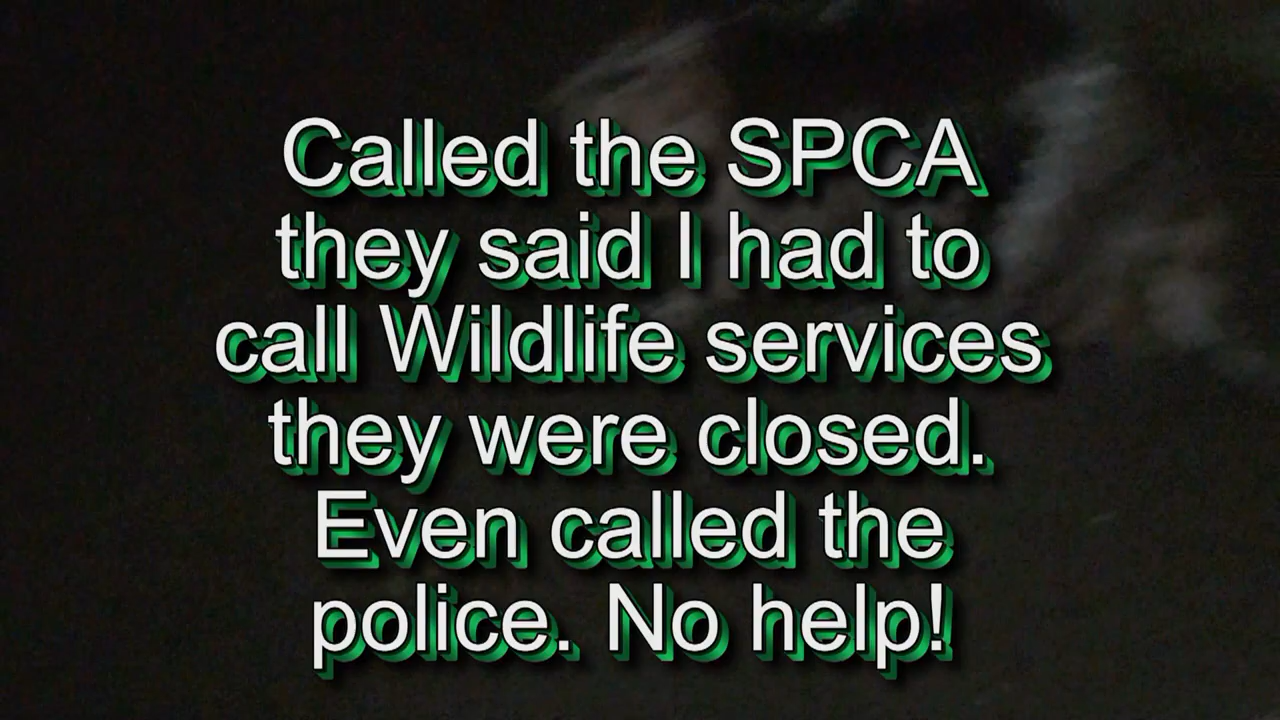 Called the SPCA
they said I had to
call Wildlife services
they were closed.
Even called the
police. No help!